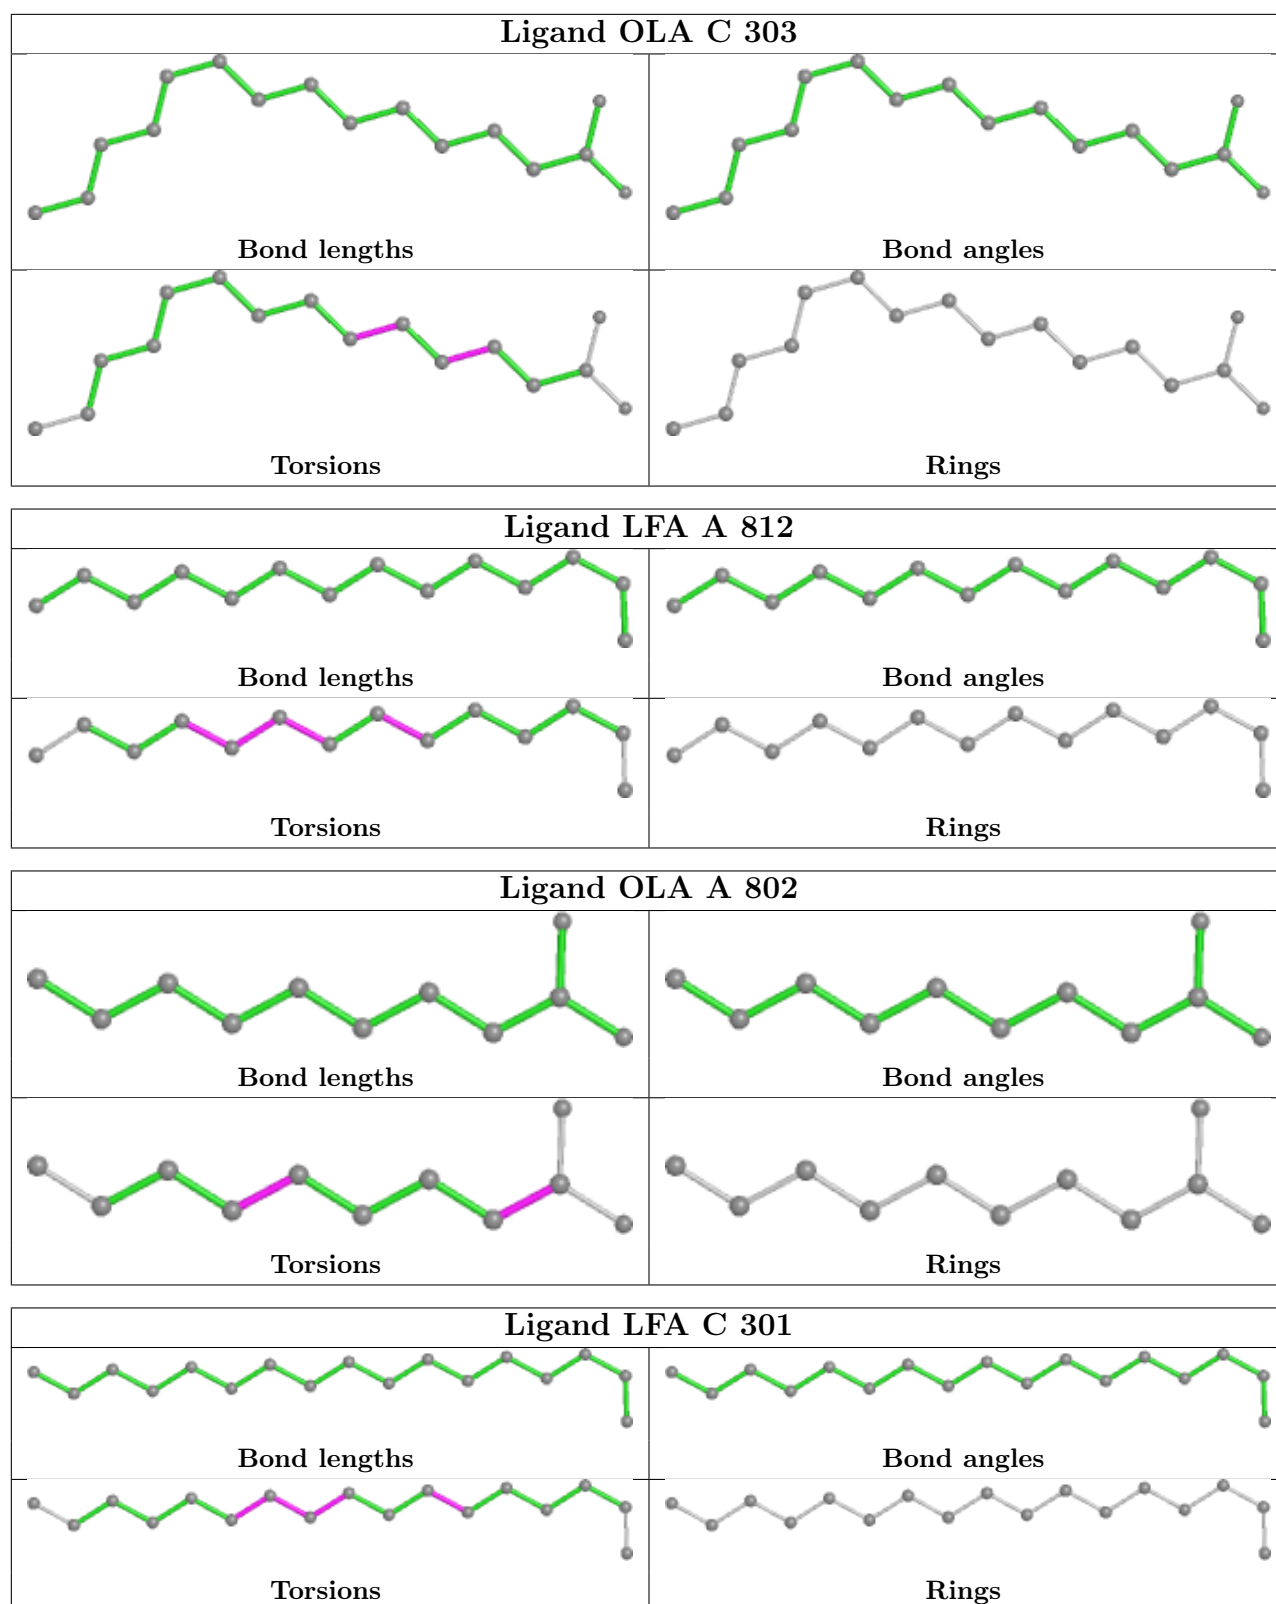 Ligand OLA C 303
Bond lengths Bond angles
Torsions Rings
Ligand LFA A 812
Bond lengths Bond angles
Torsions Rings
Ligand OLA A 802
Bond lengths Bond angles
Torsions Rings
Ligand LFA C 301
Bond lengths Bond angles
Torsions Rings